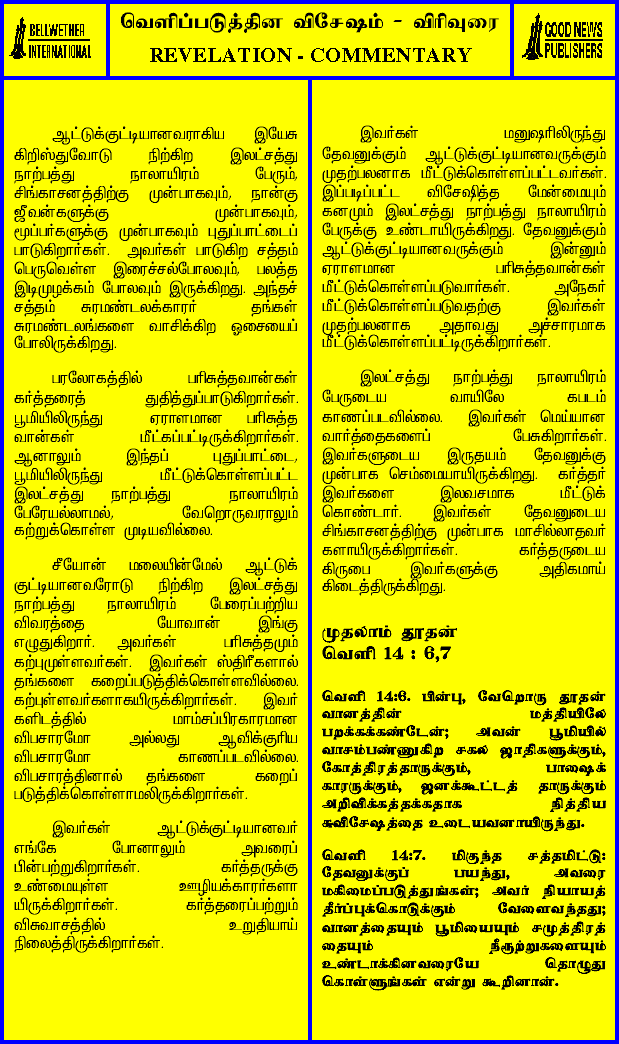 BELLWETHER
INTERNATIONAL
வெளிப்படுத்தின விசேஷம் - விரிவுரை
REVELATION - COMMENTARY
GOOD NEWS
PUBLISHERS
ஆட்டுக்குட்டியானவராகிய இயேசு
கிறிஸ்துவோடு நிற்கிற இலட்சத்து
நாற்பத்து நாலாயிரம் பேரும்,
சிங்காசனத்திற்கு முன்பாகவும், நான்கு
ஜீவன்களுக்கு முன்பாகவும்,
மூப்பர்களுக்கு முன்பாகவும் புதுப்பாட்டைப்
பாடுகிறார்கள். அவர்கள் பாடுகிற சத்தம்
பெருவெள்ள இரைச்சல்போலவும், பலத்த
இடிமுழக்கம் போலவும் இருக்கிறது. அந்தச்
சத்தம் சுரமண்டலக்காரர் தங்கள்
சுரமண்டலங்களை வாசிக்கிற ஓசையைப்
போலிருக்கிறது.
பரலோகத்தில் பரிசுத்தவான்கள்
கர்த்தரைத் துதித்துப்பாடுகிறார்கள்.
பூமியிலிருந்து ஏராளமான பரிசுத்த
வான்கள் மீட்கப்பட்டிருக்கிறார்கள்.
ஆனாலும் இந்தப் புதுப்பாட்டை,
பூமியிலிருந்து மீட்டுக்கொள்ளப்பட்ட
இலட்சத்து நாற்பத்து நாலாயிரம்
பேரேயல்லாமல், வேறொருவராலும்
கற்றுக்கொள்ள முடியவில்லை.
சீயோன் மலையின்மேல் ஆட்டுக்
குட்டியானவரோடு நிற்கிற இலட்சத்து
நாற்பத்து நாலாயிரம் பேரைப்பற்றிய
விவரத்தை யோவான் இங்கு
எழுதுகிறார். அவர்கள் பரிசுத்தமும்
கற்புமுள்ளவர்கள். இவர்கள் ஸ்திரீகளால்
தங்களை கறைப்படுத்திக்கொள்ளவில்லை.
கற்புள்ளவர்களாகயிருக்கிறார்கள். இவர்
களிடத்தில் மாம்சப்பிரகாரமான
விபசாரமோ அல்லது ஆவிக்குரிய
விபசாரமோ காணப்படவில்லை.
விபசாரத்தினால் தங்களை கறைப்
படுத்திக்கொள்ளாமலிருக்கிறார்கள்.
இவர்கள் ஆட்டுக்குட்டியானவர்
எங்கே போனாலும் அவரைப்
பின்பற்றுகிறார்கள். கர்த்தருக்கு
உண்மையுள்ள ஊழியக்காரர்களா
யிருக்கிறார்கள். கர்த்தரைப்பற்றும்
விசுவாசத்தில் உறுதியாய்
நிலைத்திருக்கிறார்கள்.
இவர்கள் மனுஷரிலிருந்து
தேவனுக்கும் ஆட்டுக்குட்டியானவருக்கும்
முதற்பலனாக மீட்டுக்கொள்ளப்பட்டவர்கள்.
இப்படிப்பட்ட விசேஷித்த மேன்மையும்
கனமும் இலட்சத்து நாற்பத்து நாலாயிரம்
பேருக்கு உண்டாயிருக்கிறது. தேவனுக்கும்
ஆட்டுக்குட்டியானவருக்கும் இன்னும்
ஏராளமான பரிசுத்தவான்கள்
மீட்டுக்கொள்ளப்படுவார்கள். அநேகர்
மீட்டுக்கொள்ளப்படுவதற்கு இவர்கள்
முதற்பலனாக அதாவது அச்சாரமாக
மீட்டுக்கொள்ளப்பட்டிருக்கிறார்கள்.
இலட்சத்து நாற்பத்து நாலாயிரம்
பேருடைய வாயிலே கபடம்
காணப்படவில்லை. இவர்கள் மெய்யான
வார்த்தைகளைப் பேசுகிறார்கள்.
இவர்களுடைய இருதயம் தேவனுக்கு
முன்பாக செம்மையாயிருக்கிறது. கர்த்தர்
இவர்களை இலவசமாக மீட்டுக்
கொண்டார். இவர்கள் தேவனுடைய
சிங்காசனத்திற்கு முன்பாக மாசில்லாதவர்
களாயிருக்கிறார்கள். கர்த்தருடைய
கிருபை இவர்களுக்கு அதிகமாய்
கிடைத்திருக்கிறது.
முதலாம் தூதன்
வெளி 14 : 6,7
வெளி 14:6. பின்பு, வேறொரு தூதன்
வானத்தின் மத்தியிலே
பறக்கக்கண்டேன்; அவன் பூமியில்
வாசம்பண்ணுகிற சகல ஜாதிகளுக்கும்,
கோத்திரத்தாருக்கும், பாஷைக்
காரருக்கும், ஜனக்கூட்டத் தாருக்கும்
அறிவிக்கத்தக்கதாக நித்திய
சுவிசேஷத்தை உடையவனாயிருந்து.
வெளி 14:7. மிகுந்த சத்தமிட்டு:
தேவனுக்குப் பயந்து, அவரை
மகிமைப்படுத்துங்கள்; அவர் நியாயத்
தீர்ப்புக்கொடுக்கும் வேளைவந்தது;
வானத்தையும் பூமியையும் சமுத்திரத்
தையும் நீரூற்றுகளையும்
உண்டாக்கினவரையே தொழுது
கொள்ளுங்கள் என்று கூறினான்.